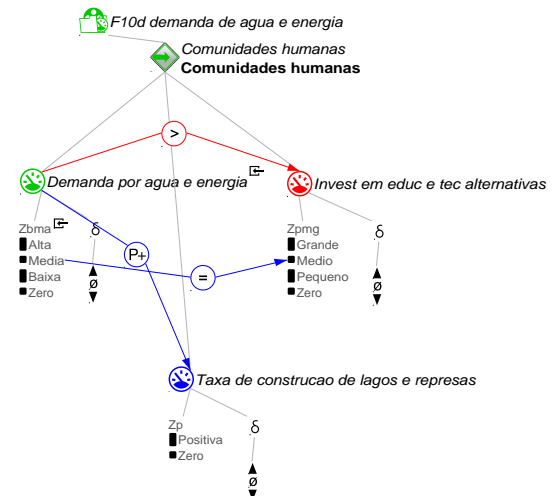 F10d demanda de agua e energia
Comunidades humanas
Comunidades humanas
>
Demanda por agua e energia
Invest em educ e tec alternativas
Zbma
δ
Alta
Media
Baixa
Zero
ø
P+
=
Zpmg
δ
Grande
Medio
Pequeno
Zero
ø
Taxa de construcao de lagos e represas
Zp
δ
Positiva
Zero
ø